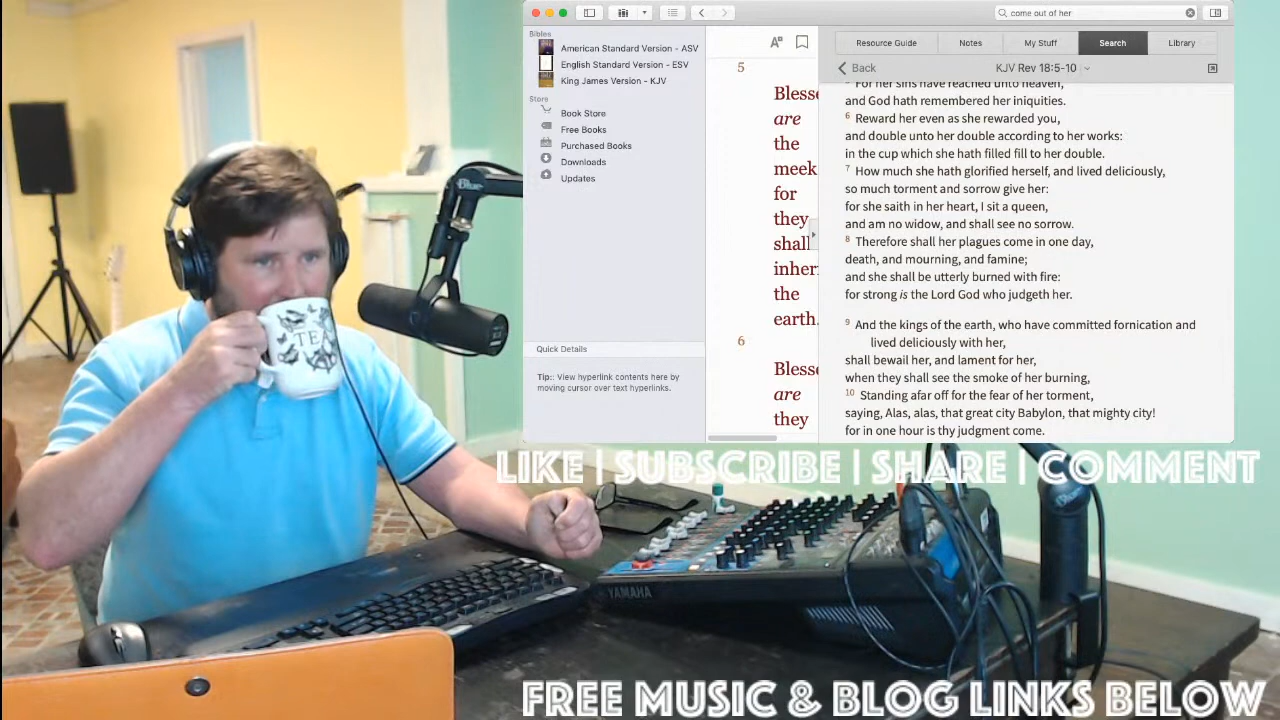 come out of her
Bibles
American Standard Version - ASV
English Standard Version - ESV
King James Version - KJV
Store
Book Store
Free Books
Purchased Books
Downloads
Updates
Quick Details
Tip:: View hyperlink contents here by
moving cursor over text hyperlinks.
5
Blesse
are
the
meek
for
they
shall
inheri
the
earth.
6
Blesse
are
they
Resource Guide
Notes
My Stuff
Search
Library
Back
KJV Rev 18:5-10
For her sins have reached unto heaven,
and God hath remembered her iniquities.
6 Reward her even as she rewarded you,
and double unto her double according to her works:
in the cup which she hath filled fill to her double.
7 How much she hath glorified herself, and lived deliciously,
so much torment and sorrow give her:
for she saith in her heart, I sit a queen,
and am no widow, and shall see no sorrow.
8 Therefore shall her plagues come in one day,
death, and mourning, and famine;
and she shall be utterly burned with fire:
for strong is the Lord God who judgeth her.
9 And the kings of the earth, who have committed fornication and
lived deliciously with her,
shall bewail her, and lament for her,
when they shall see the smoke of her burning,
10 Standing afar off for the fear of her torment,
saying, Alas, alas, that great city Babylon, that mighty city!
for in one hour is thy judgment come.
TEA
Blue
YAMAHA
LIKE | SUBSCRIBE | SHARE | COMMENT
FREE MUSIC & BLOG LINKS BELOW